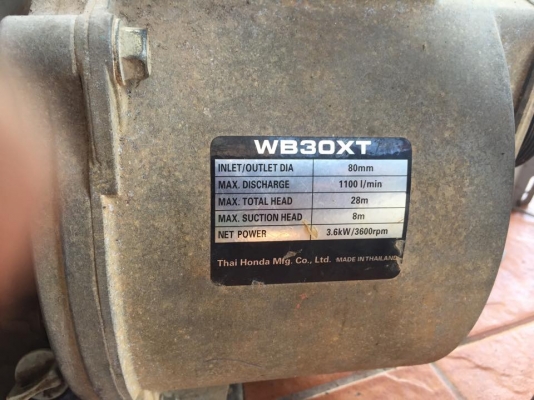 WB30XT
INLET/OUTLET DIA 80mm
MAX. DISCHARGE 1100 l/min
MAX. TOTAL HEAD 28m
MAX. SUCTION HEAD 8m
NET POWER 3.6kW/3600rpm
Thai Honda Mfg. Co., Ltd. MADE IN THAILAND